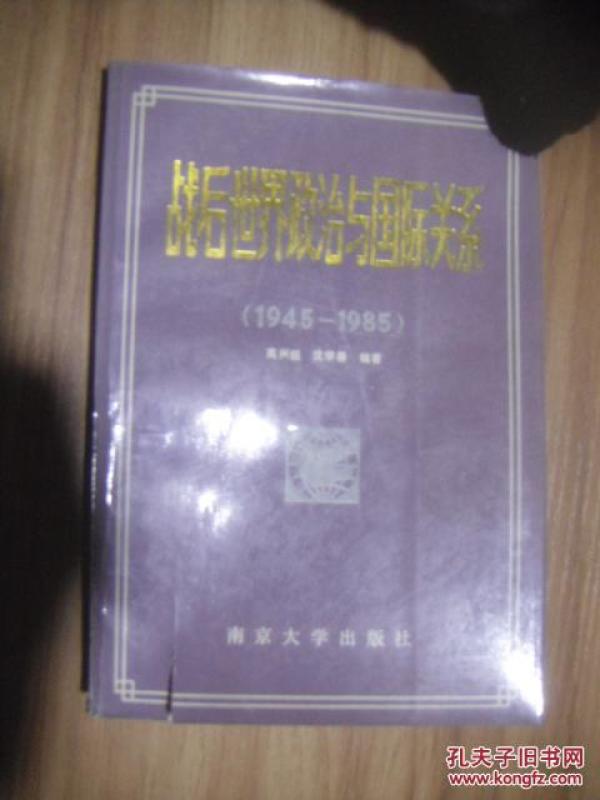 战后世界政治与国际关系
(1945-1985)
编著
南京大学出版社
孔夫子旧书网
www.kongfz.com